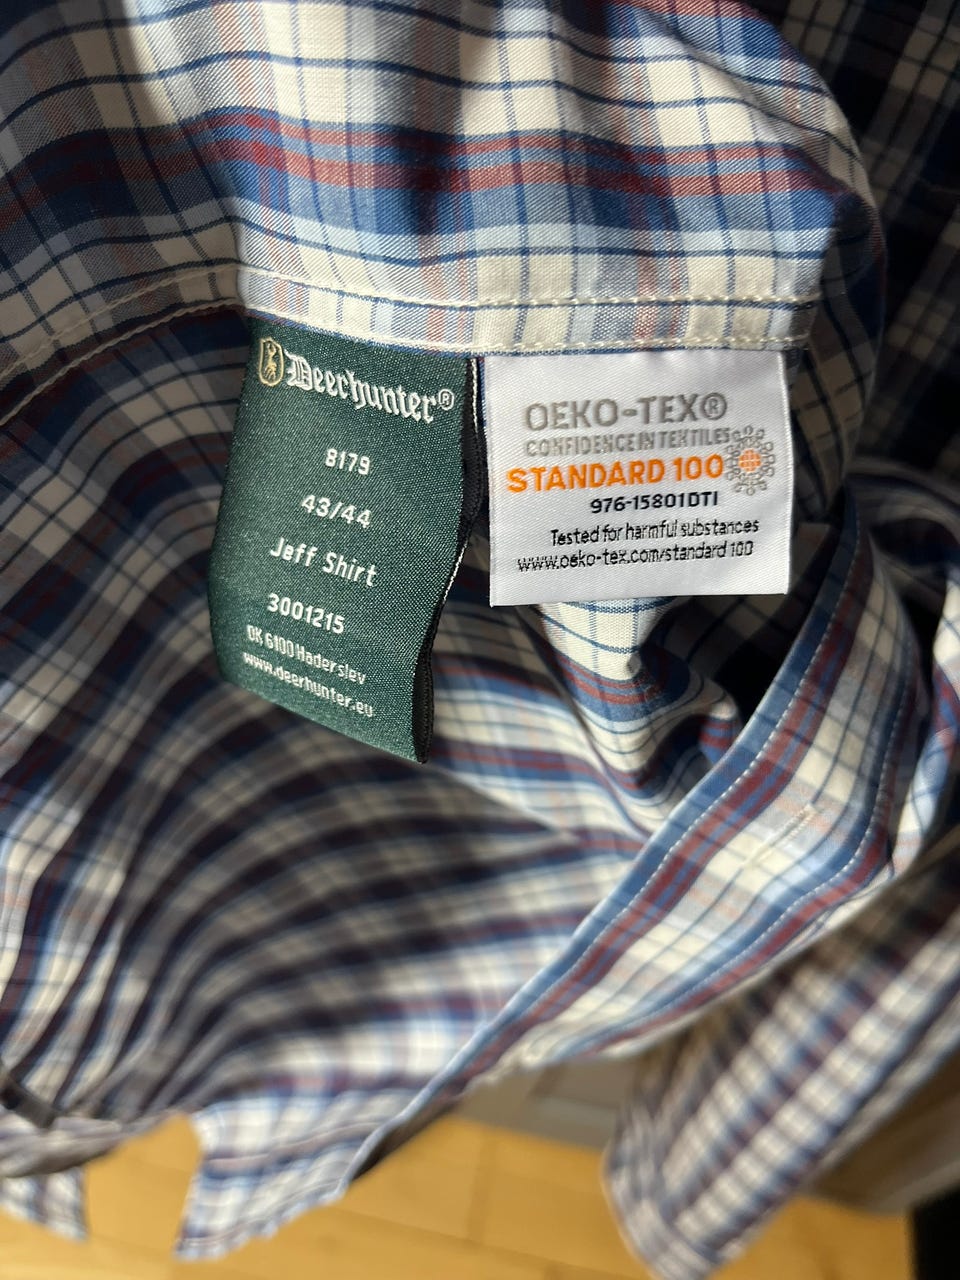 Deerhunter®
8179
43/44
Jeff Shirt
3001215
DK 6100 Haderslev
www.deerhunter.eu
OEKO-TEX®
CONFIDENCE IN TEXTILES
STANDARD 100
976-15801DTI
Tested for harmful substances
www.oeko-tex.com/standard 100